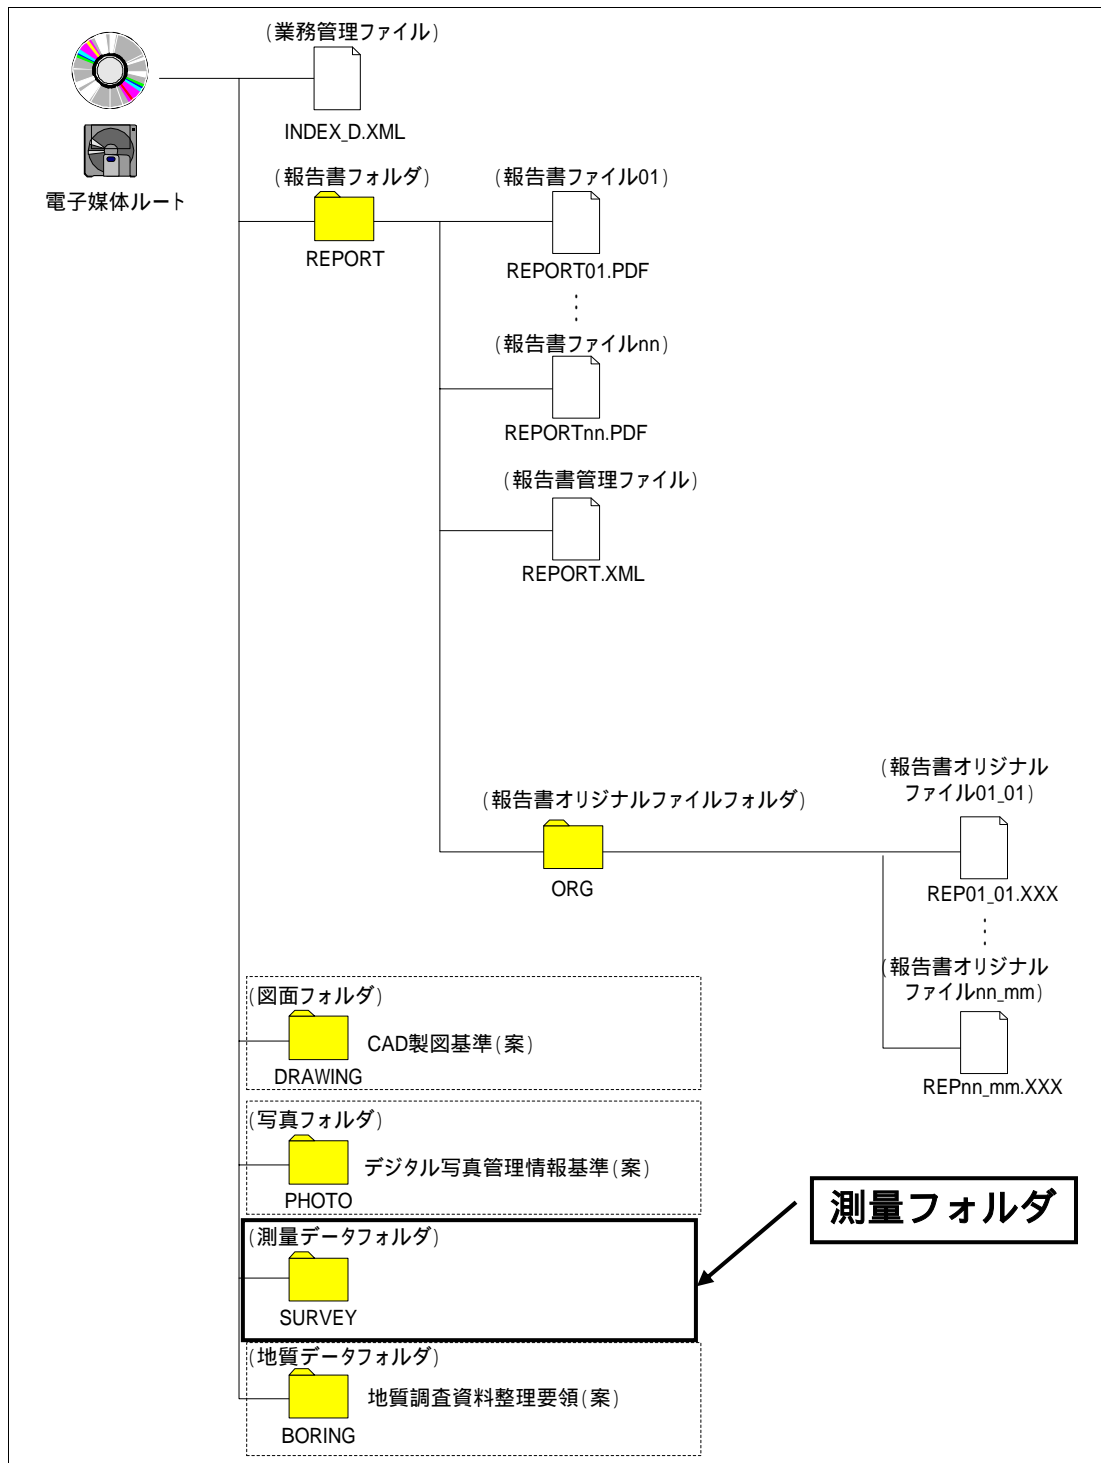 (業務管理ファイル)
INDEX_D.XML
電子媒体ルート
(報告書フォルダ)
REPORT
(報告書ファイル01)
REPORT01.PDF
(報告書ファイルnn)
REPORTnn.PDF
(報告書管理ファイル)
REPORT.XML
(報告書オリジナルファイルフォルダ)
ORG
(報告書オリジナル
ファイル01_01)
REP01_01.XXX
(報告書オリジナル
ファイルnn_mm)
REPnn_mm.XXX
(図面フォルダ)
CAD製図基準(案)
DRAWING
(写真フォルダ)
デジタル写真管理情報基準(案)
PHOTO
(測量データフォルダ)
SURVEY
測量フォルダ
(地質データフォルダ)
地質調査資料整理要領(案)
BORING